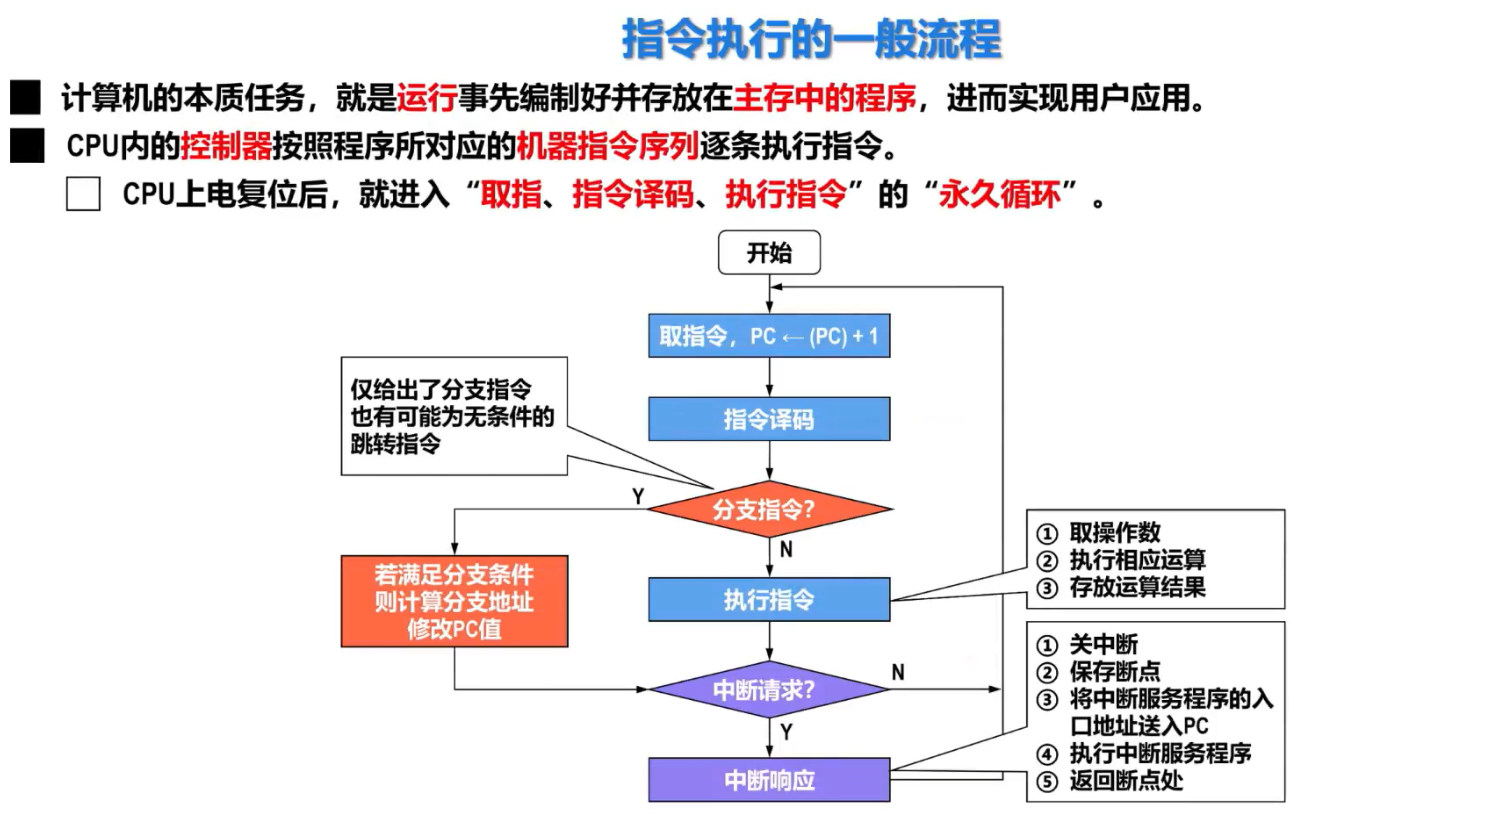 指令执行的一般流程
计算机的本质任务，就是运行事先编制好并存放在主存中的程序，进而实现用户应用。
CPU内的控制器按照程序所对应的机器指令序列逐条执行指令。
CPU上电复位后，就进入“取指、指令译码、执行指令”的“永久循环”。
开始
取指令，PC ← (PC) + 1
仅给出了分支指令
也有可能为无条件的
跳转指令
指令译码
分支指令？
Y
N
若满足分支条件
则计算分支地址
修改PC值
执行指令
① 取操作数
② 执行相应运算
③ 存放运算结果
中断请求？
N
Y
中断响应
① 关中断
② 保存断点
③ 将中断服务程序的入
口地址送入PC
④ 执行中断服务程序
⑤ 返回断点处